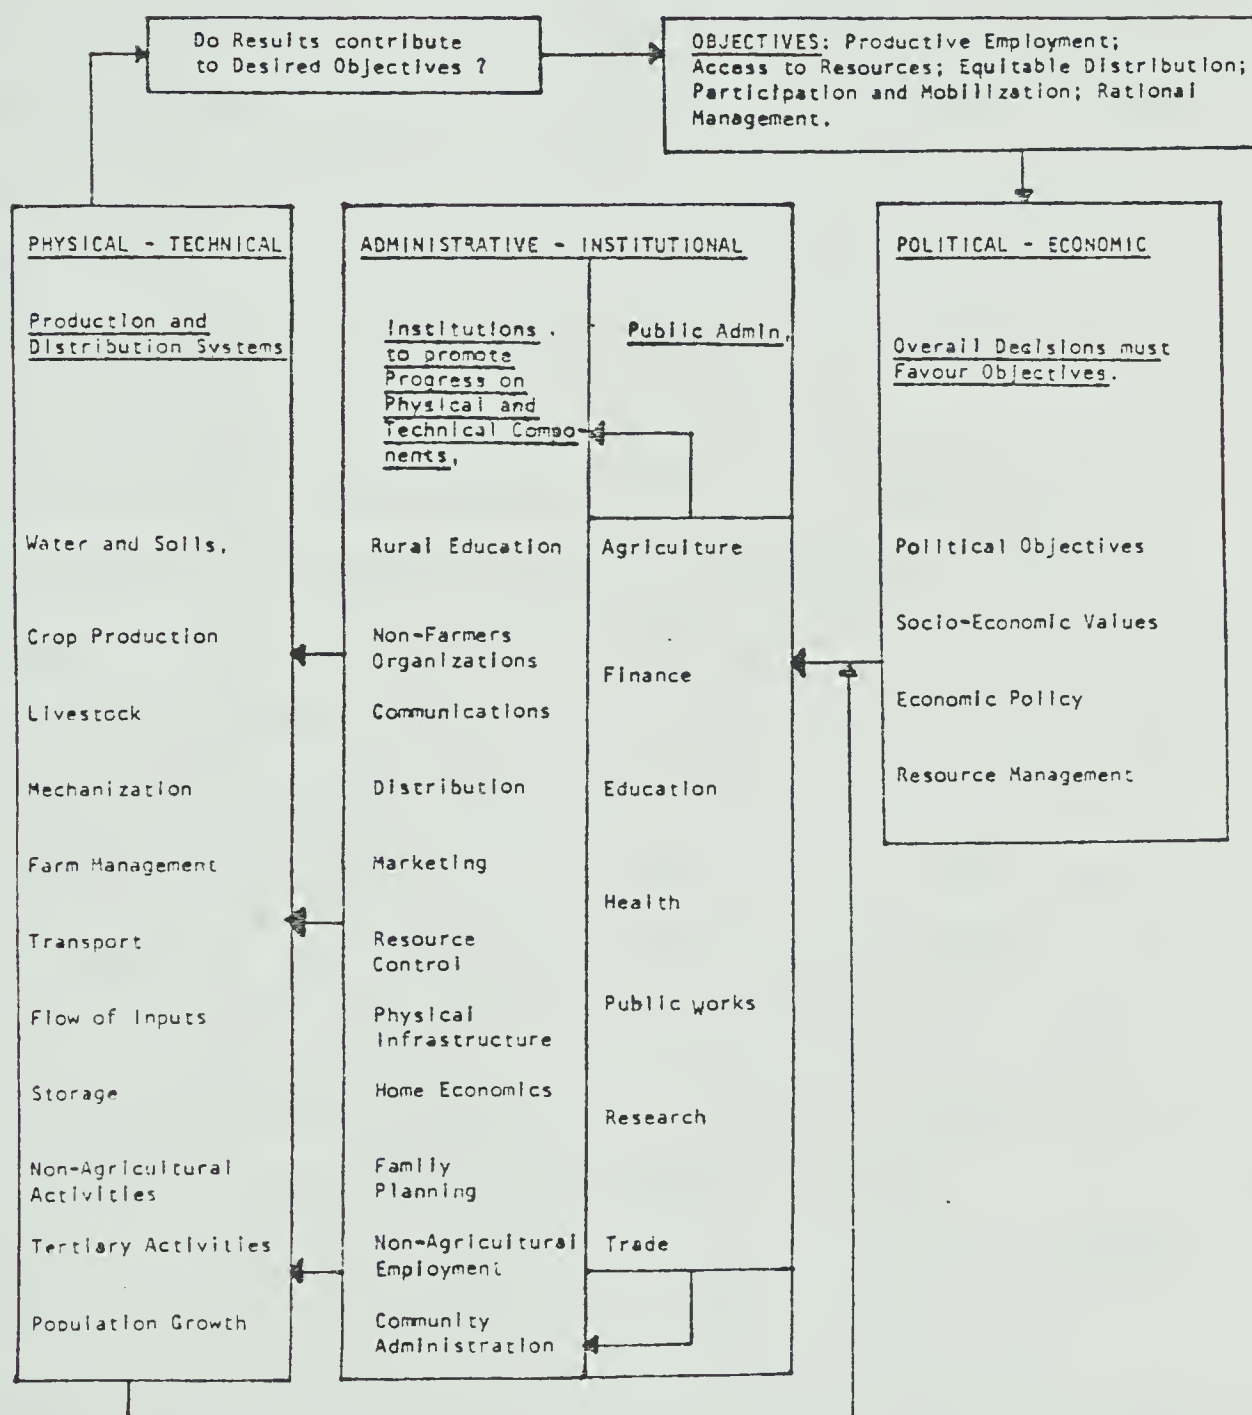 Do Results contribute
to Desired Objectives ?
OBJECTIVES: Productive Employment;
Access to Resources; Equitable Distribution;
Participation and Mobilization; Rational
Management.
PHYSICAL - TECHNICAL
Production and
Distribution Systems
Water and Soils,
Crop Production
Livestock
Mechanization
Farm Management
Transport
Flow of Inputs
Storage
Non-Agricultural
Activities
Tertiary Activities
Population Growth
ADMINISTRATIVE - INSTITUTIONAL
Institutions .
to promote
Progress on
Physical and
Technical Compo-
nents,
Rural Education
Non-Farmers
Organizations
Communications
Distribution
Marketing
Resource
Control
Physical
Infrastructure
Home Economics
Family
Planning
Non-Agricultural
Employment
Community
Administration
Public Admin,
Agriculture
Finance
Education
Health
Public works
Research
Trade
POLITICAL - ECONOMIC
Overall Decisions must
Favour Objectives.
Political Objectives
Socio-Economic Values
Economic Policy
Resource Management